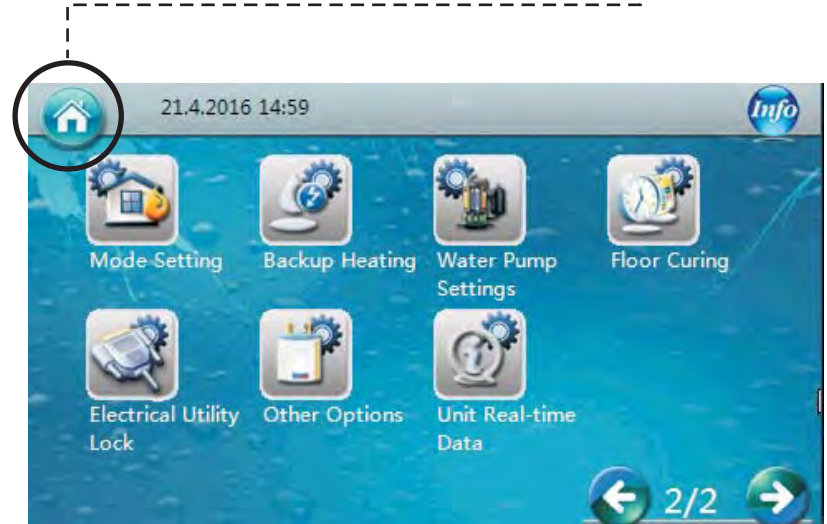 21.4.2016 14:59
Info
Mode Setting
Backup Heating
Water Pump
Settings
Floor Curing
Electrical Utility
Lock
Other Options
Unit Real-time
Data
2/2